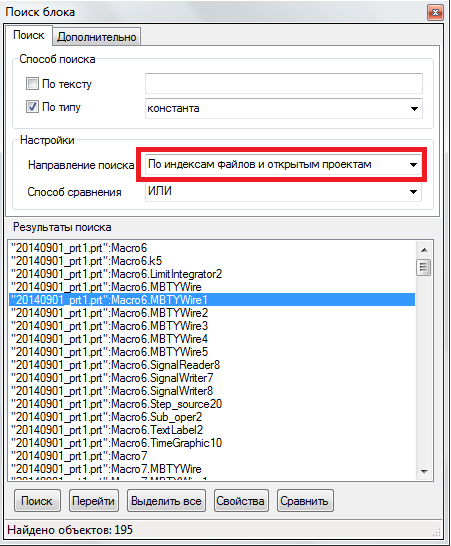 Поиск блока
Поиск Дополнительно
Способ поиска
По тексту
По типу константа
Настройки
Направление поиска По индексам файлов и открытым проектам
Способ сравнения ИЛИ
Результаты поиска
"20140901_prt1.prt":Macro6
"20140901_prt1.prt":Macro6.k5
"20140901_prt1.prt":Macro6.LimitIntegrator2
"20140901_prt1.prt":Macro6.MBTYWire
"20140901_prt1.prt":Macro6.MBTYWire1
"20140901_prt1.prt":Macro6.MBTYWire2
"20140901_prt1.prt":Macro6.MBTYWire3
"20140901_prt1.prt":Macro6.MBTYWire4
"20140901_prt1.prt":Macro6.MBTYWire5
"20140901_prt1.prt":Macro6.SignalReader8
"20140901_prt1.prt":Macro6.SignalWriter7
"20140901_prt1.prt":Macro6.SignalWriter8
"20140901_prt1.prt":Macro6.Step_source20
"20140901_prt1.prt":Macro6.Sub_oper2
"20140901_prt1.prt":Macro6.TextLabel2
"20140901_prt1.prt":Macro6.TimeGraphic10
"20140901_prt1.prt":Macro7
"20140901_prt1.prt":Macro7.MBTYWire
Поиск Перейти Выделить все Свойства Сравнить
Найдено объектов: 195